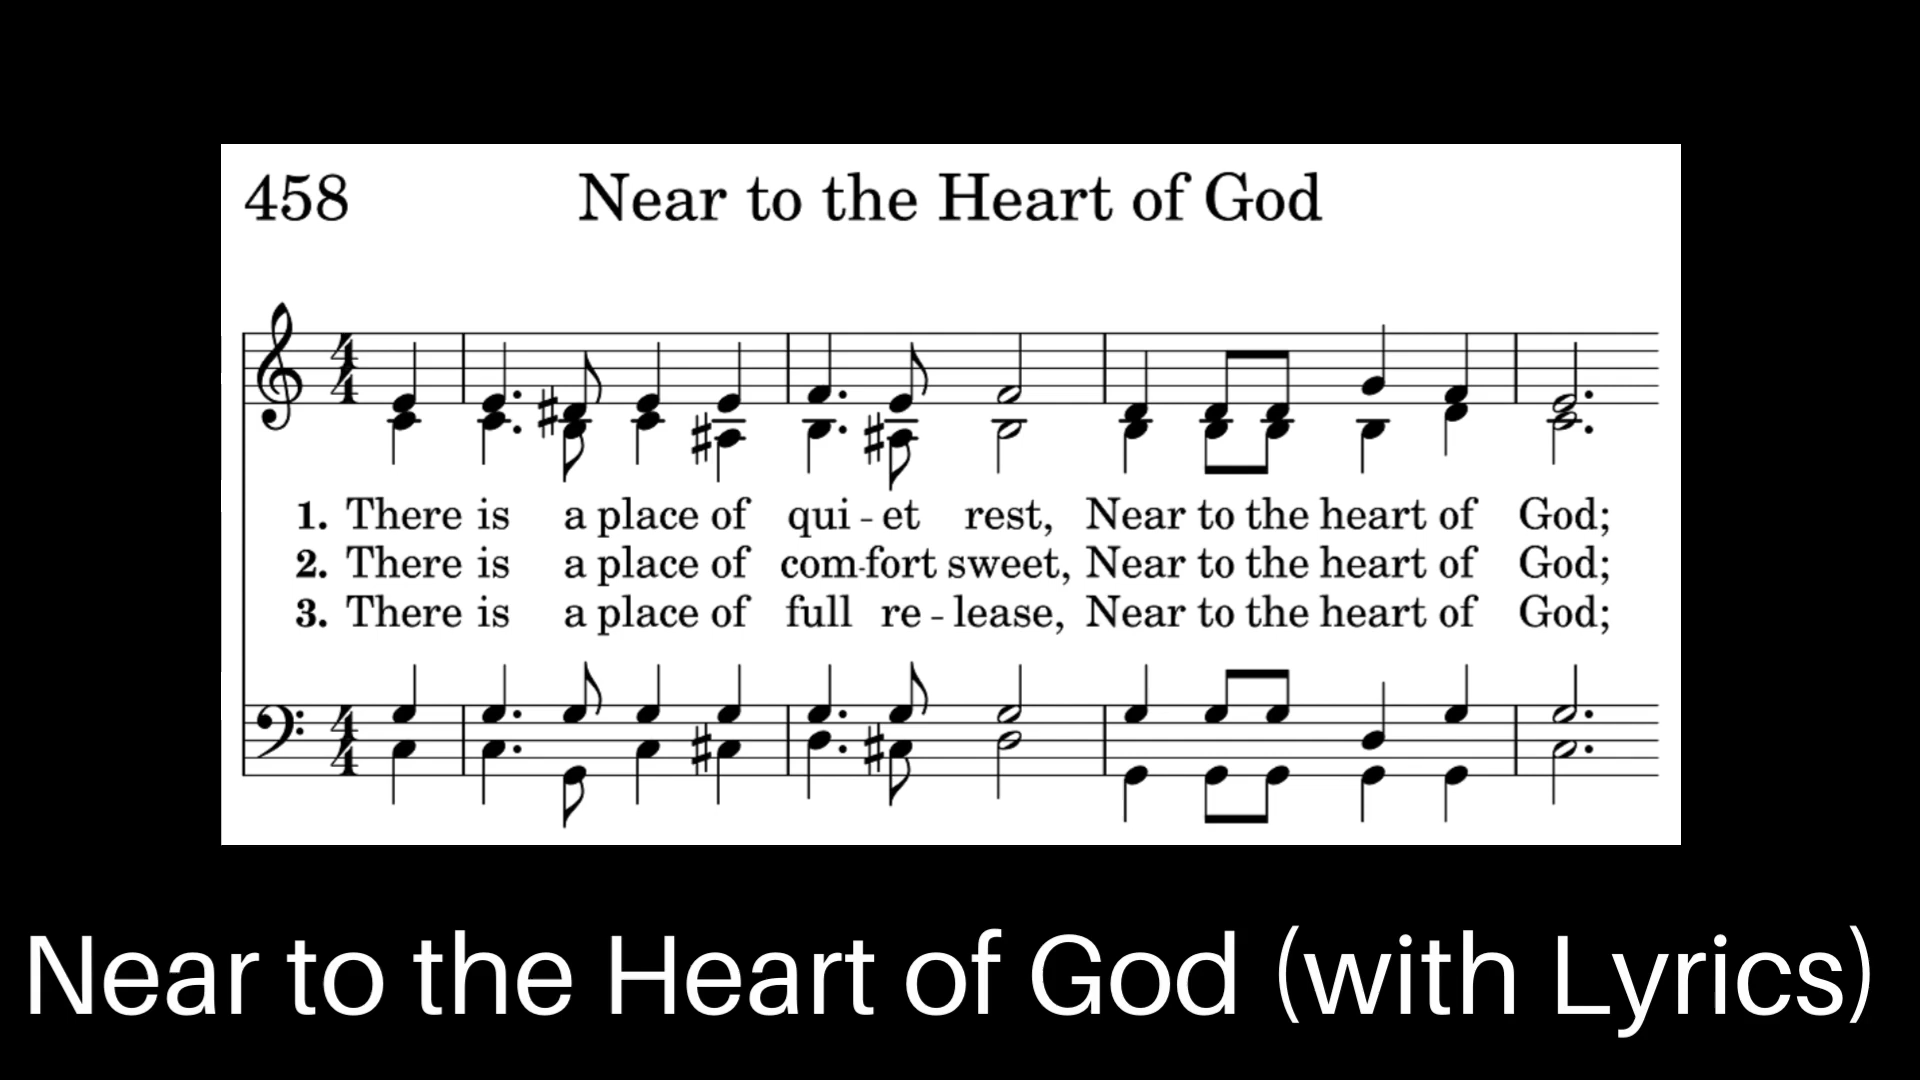 458 Near to the Heart of God
1. There is a place of qui - et rest, Near to the heart of God;
2. There is a place of com-fort sweet, Near to the heart of God;
3. There is a place of full re - lease, Near to the heart of God;
Near to the Heart of God (with Lyrics)